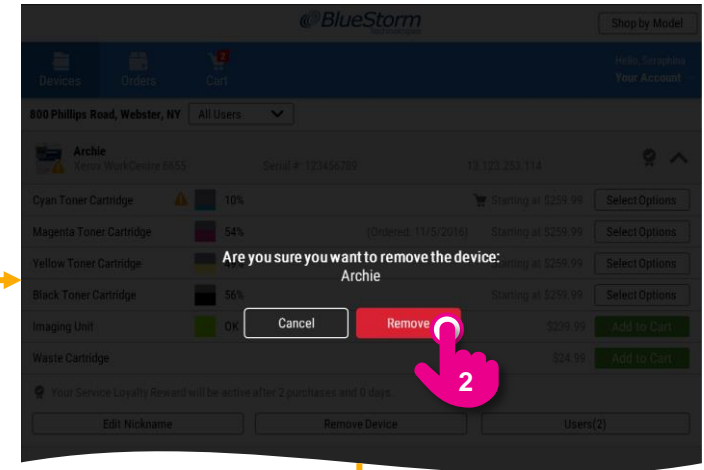 BlueStorm
Technologies
Shop by Model
2
Devices Orders Cart
Hello, Seraphina
Your Account
800 Phillips Road, Webster, NY All Users
Archie
Xerox WorkCentre 6655 Serial #: 123456789 13.123.253.114
Cyan Toner Cartridge 10% Starting at $259.99 Select Options
Magenta Toner Cartridge 54% (Ordered, 11/5/2016) Starting at $259.99 Select Options
Are you sure you want to remove the device:
Yellow Toner Cartridge Starting at $259.99 Select Options
Archie
Black Toner Cartridge 56% Starting at $259.99 Select Options
Imaging Unit OK Cancel Remove $239.99 Add to Cart
Waste Cartridge $24.99 Add to Cart
2
Your Service Loyalty Reward will be active after 2 purchases and 0 days.
Edit Nickname Remove Device Users(2)